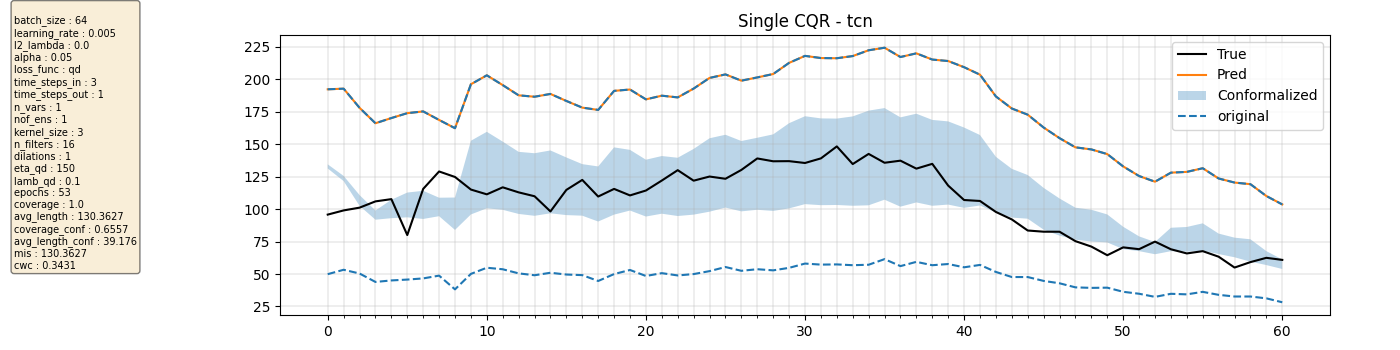 batch_size : 64
learning_rate : 0.005
l2_lambda : 0.0
alpha : 0.05
loss_func : qd
time_steps_in : 3
time_steps_out : 1
n_vars : 1
nof_ens : 1
kernel_size : 3
n_filters : 16
dilations : 1
eta_qd : 150
lamb_qd : 0.1
epochs : 53
coverage : 1.0
avg_length : 130.3627
coverage_conf : 0.6557
avg_length_conf : 39.176
mis : 130.3627
cwc : 0.3431
Single CQR - tcn
225
200
175
150
125
100
75
50
25
0 10 20 30 40 50 60
True
Pred
Conformalized
original